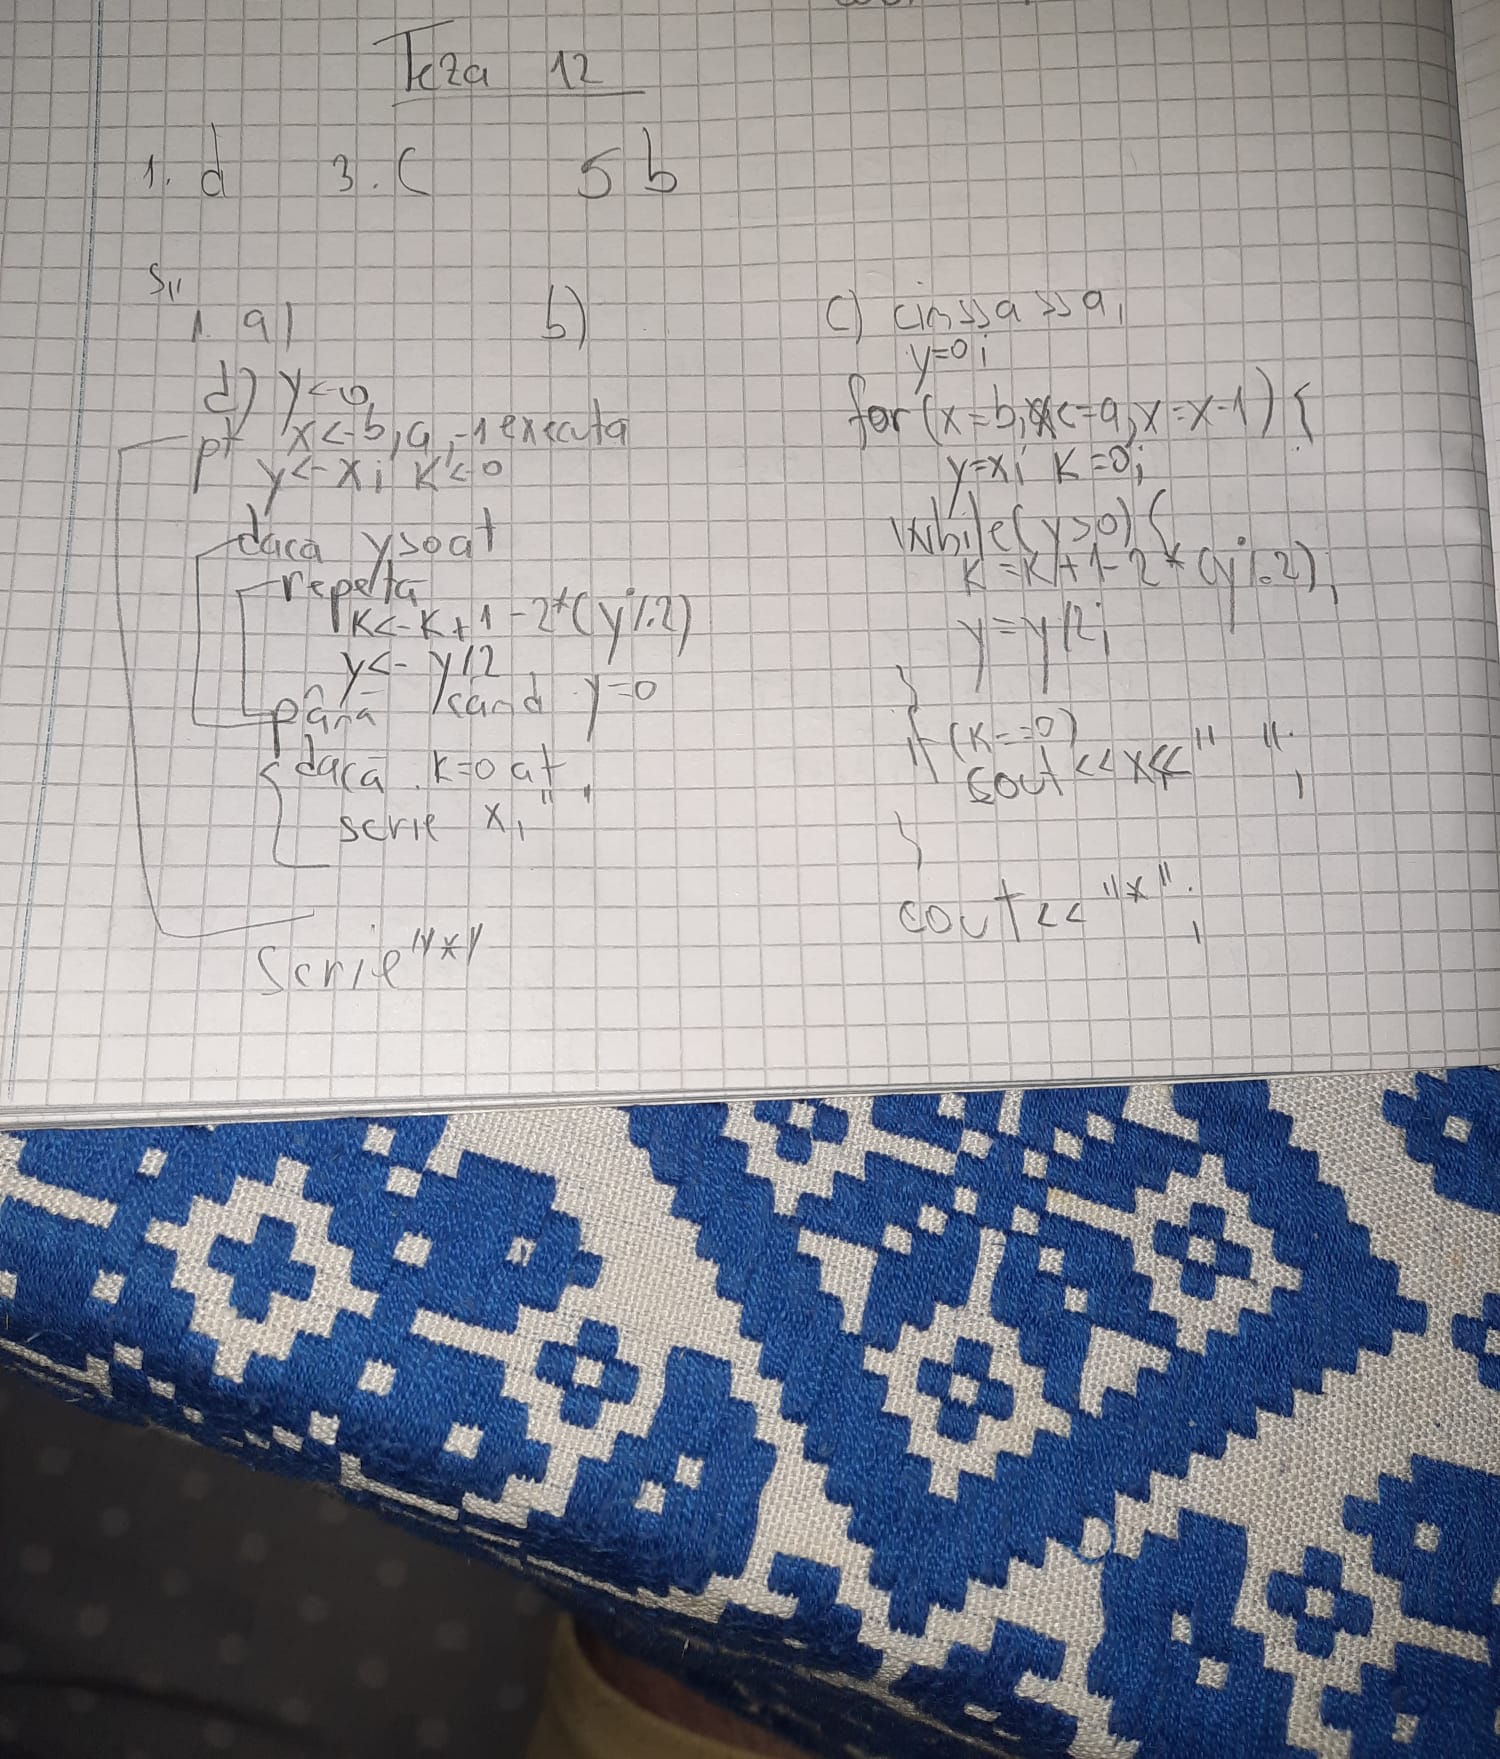 Teza 12
1. d 3. C 5 b
S11
1. a) b)
d) y<-0,
pt x<-b,a,-1 executa
y<-x; K<-0
daca y>0 at
repeta
K<-K+1-2*(y%2)
y<- y/2
până când y=0
dacă k=0 at
scrie x," "
Scrie "*"
c) cin>>a>>a,
y=0;
for (x=b; x<=a, x=x-1) {
y=x; K=0;
while(y>0) {
K=K+1-2*(y%2),
y=y/2;
}
if (K==0)
cout<<x<<" ";
}
cout<<"*";